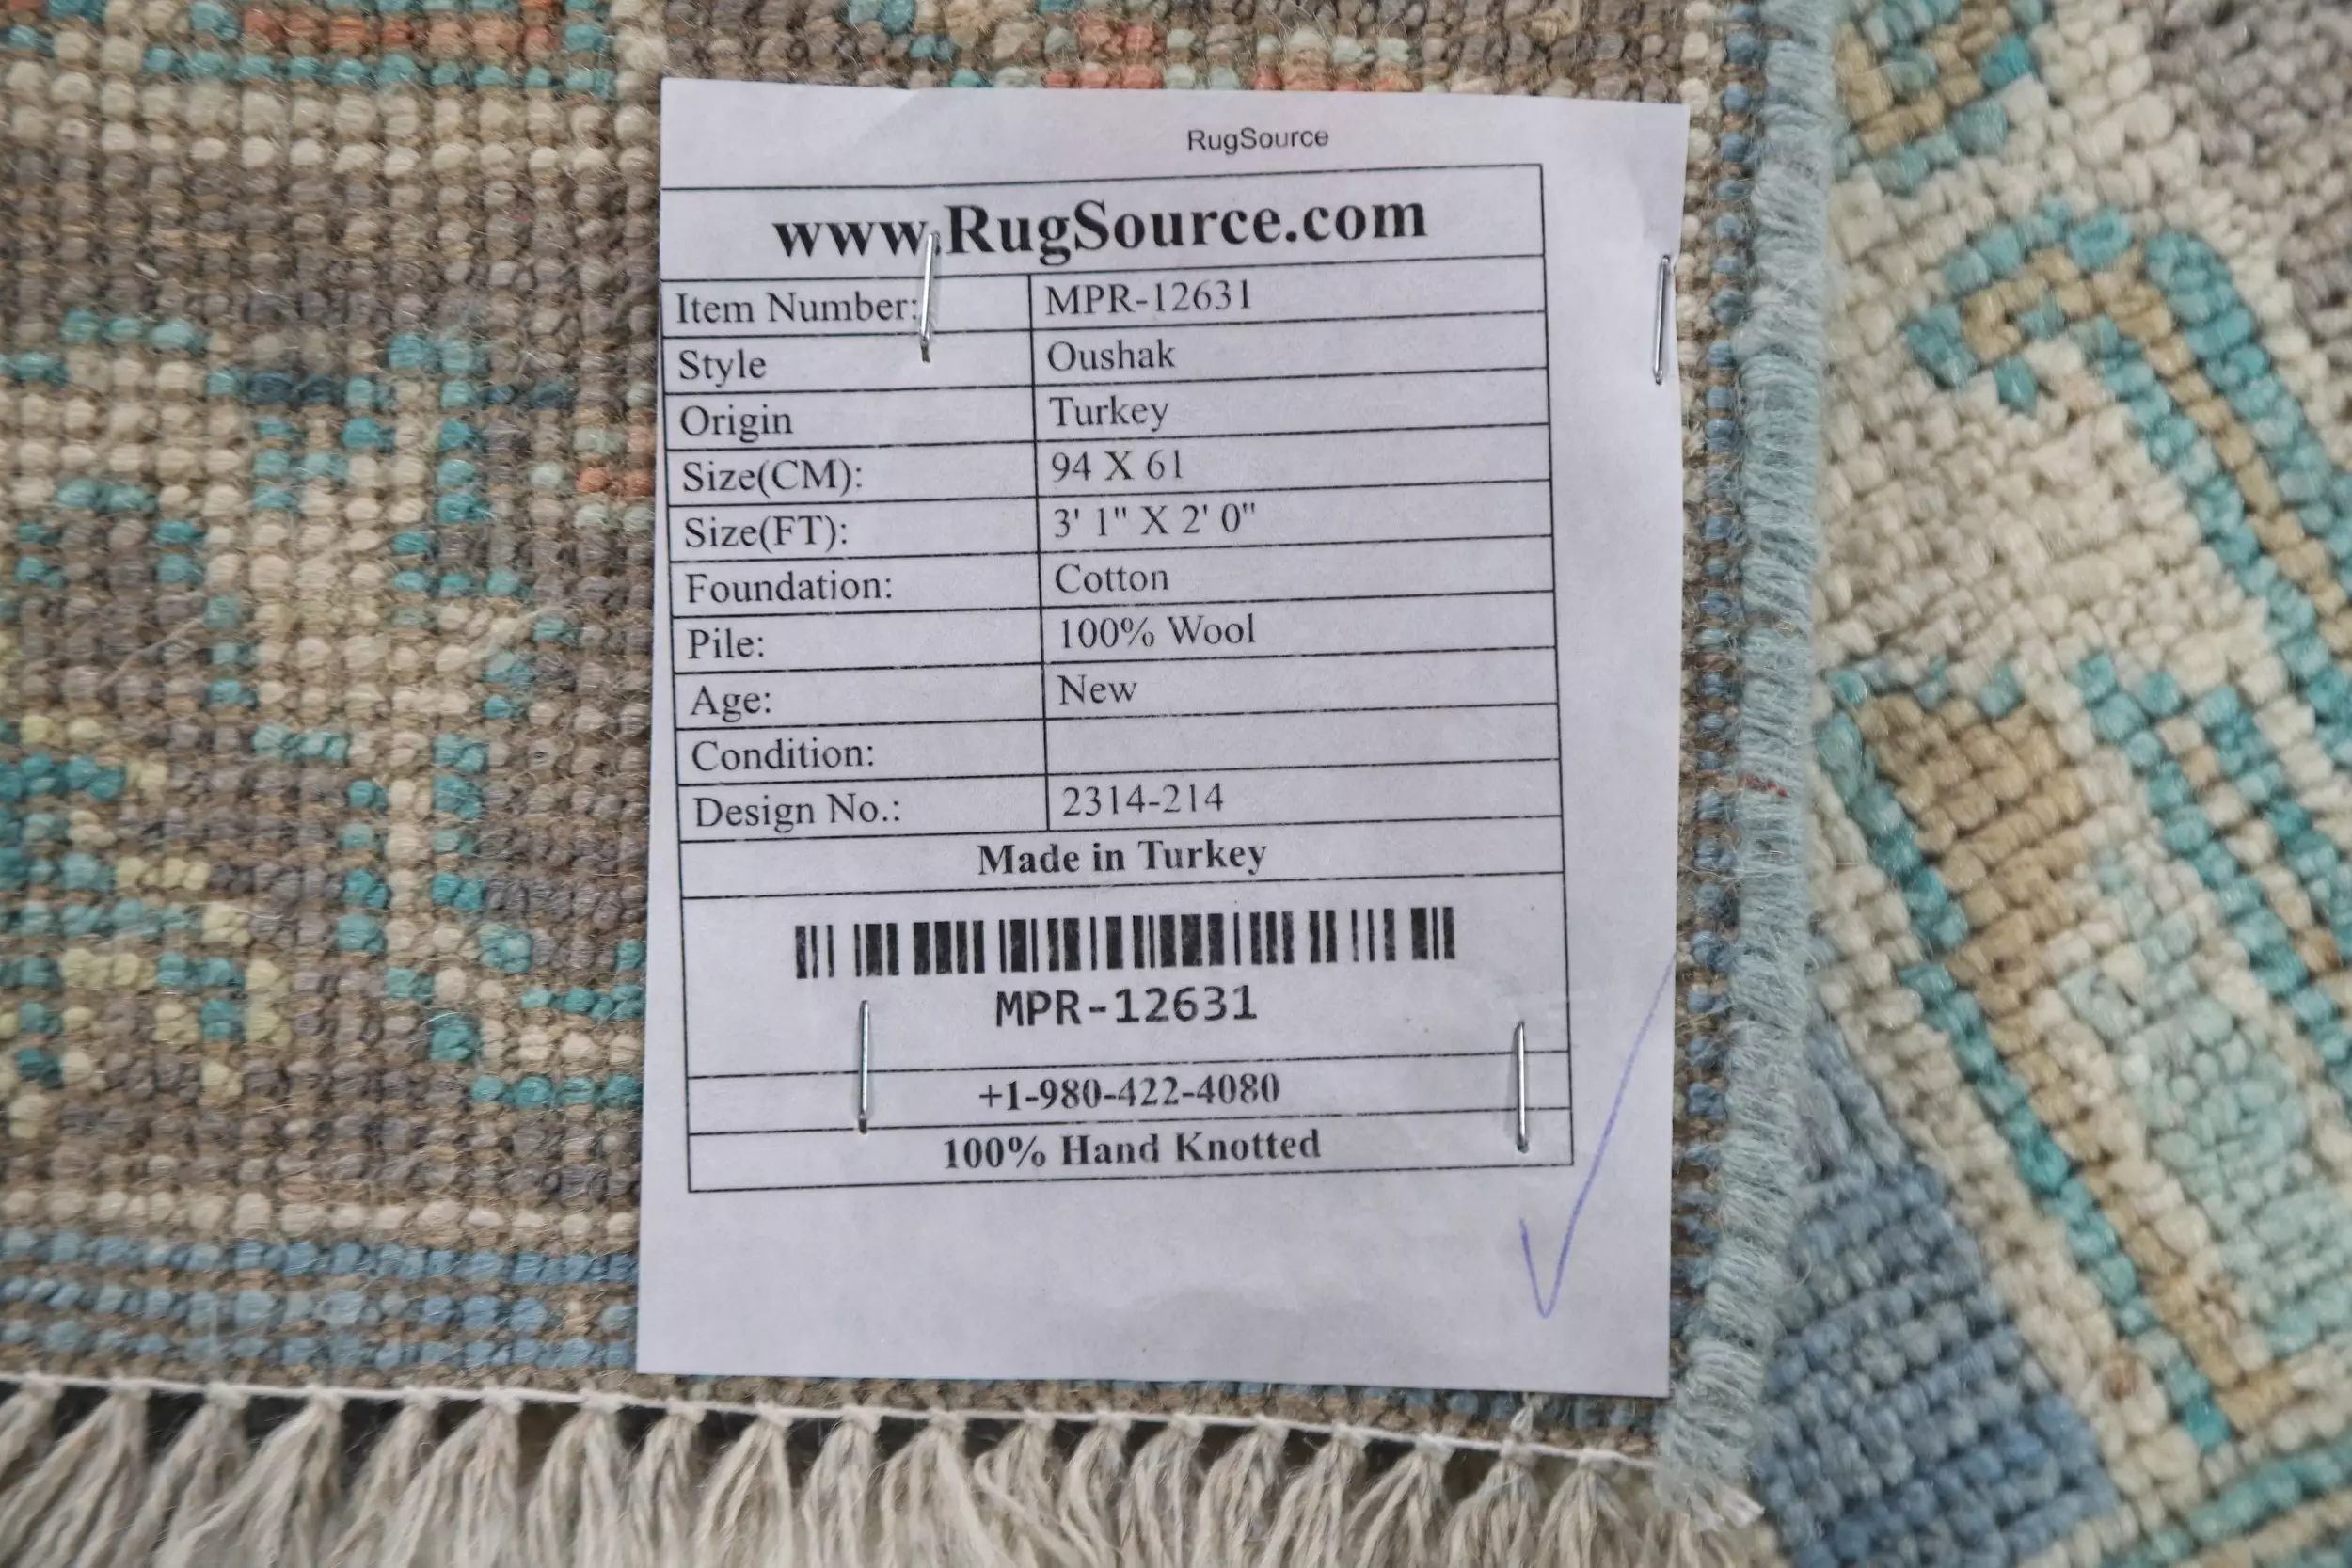 RugSource
www.RugSource.com
Item Number: MPR-12631
Style Oushak
Origin Turkey
Size(CM): 94 X 61
Size(FT): 3' 1" X 2' 0"
Foundation: Cotton
Pile: 100% Wool
Age: New
Condition:
Design No.: 2314-214
Made in Turkey
MPR-12631
+1-980-422-4080
100% Hand Knotted